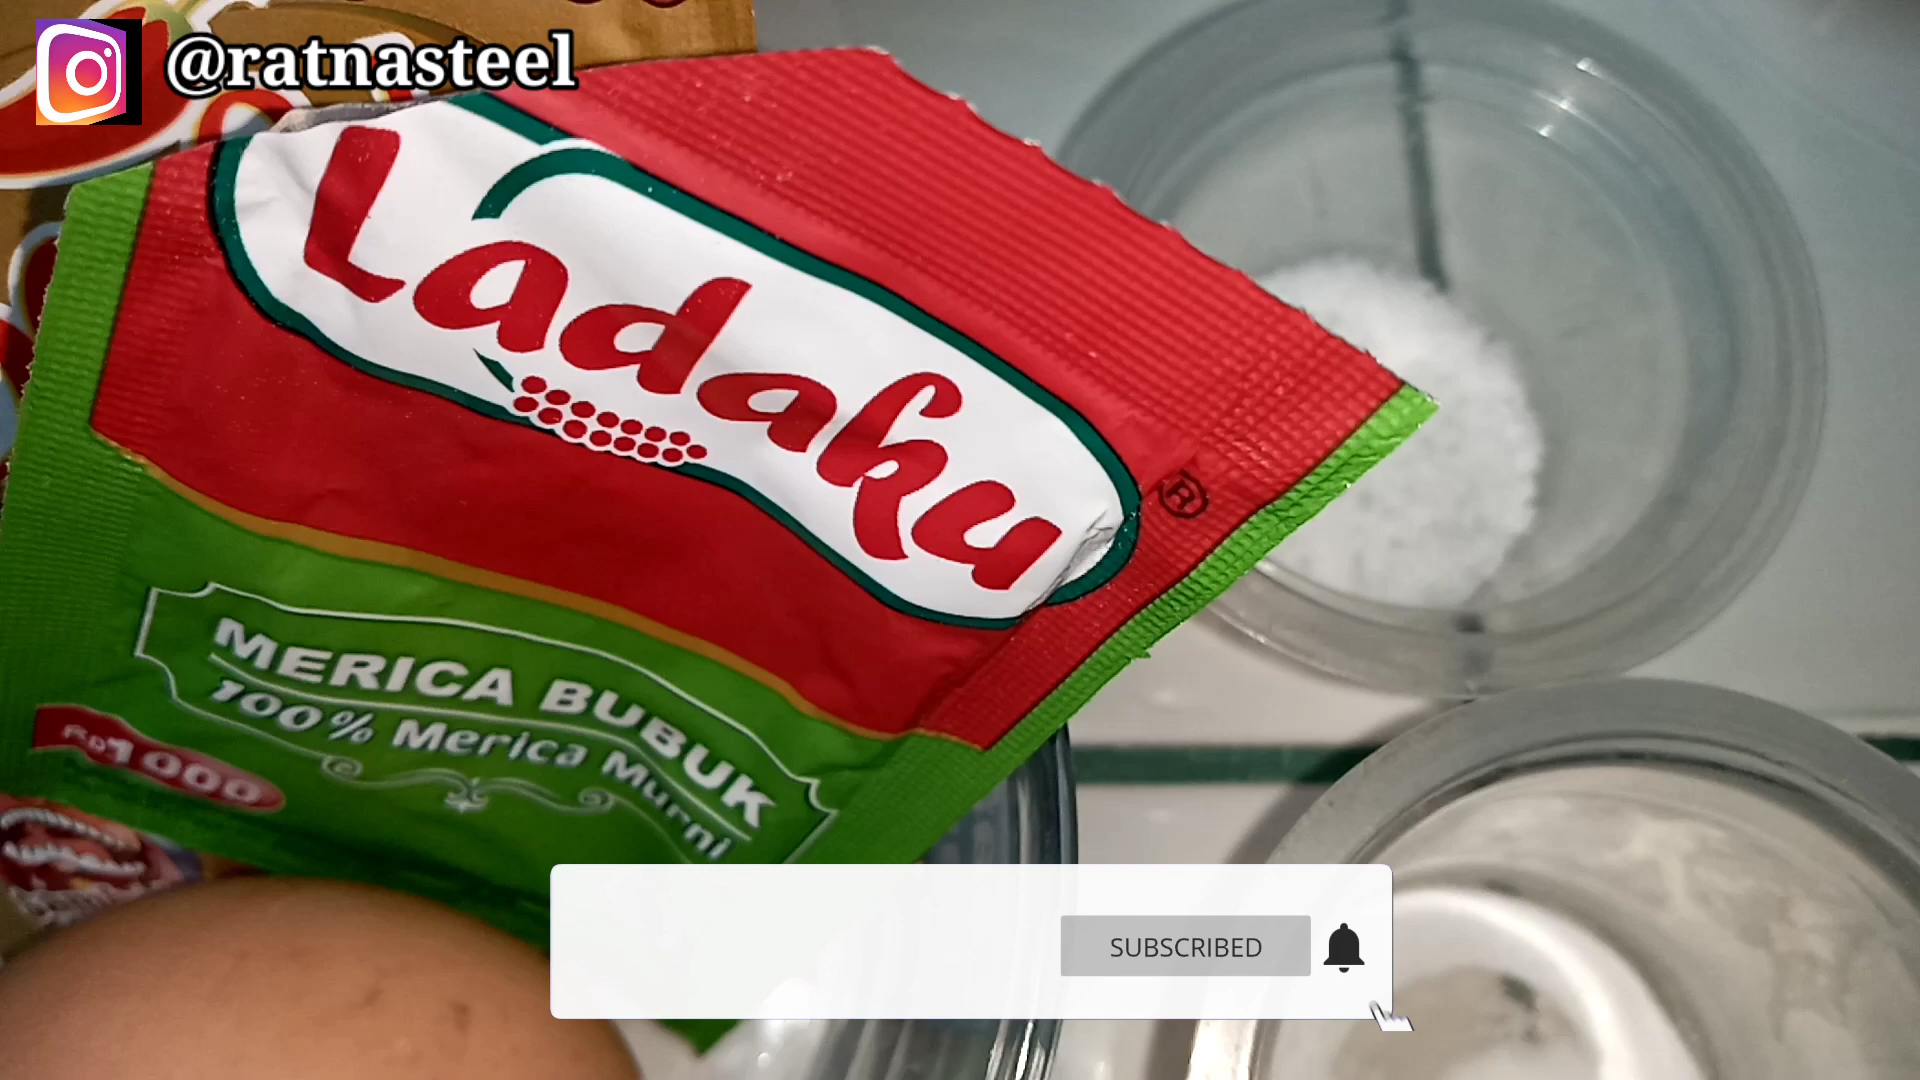 @ratnasteel
Ladaku
®
MERICA BUBUK
100% Merica Murni
Rp1000
SUBSCRIBED